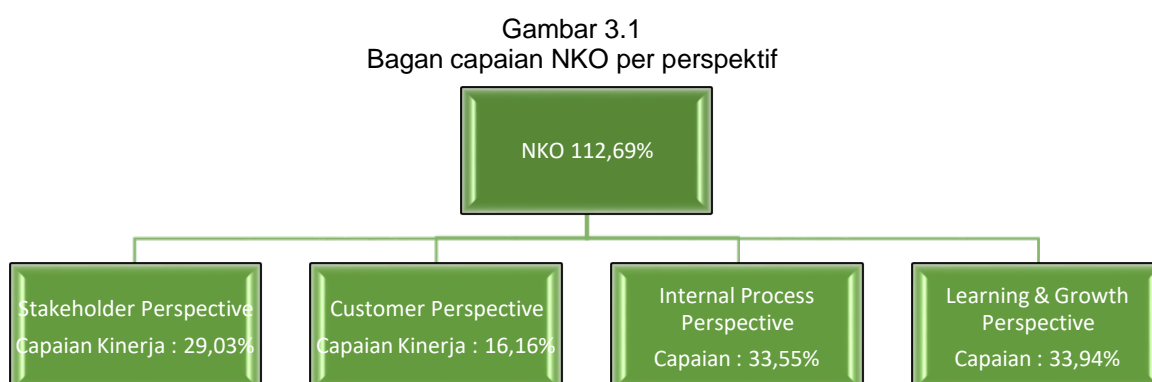 Gambar 3.1
Bagan capaian NKO per perspektif
NKO 112,69%
Stakeholder Perspective
Capaian Kinerja : 29,03%
Customer Perspective
Capaian Kinerja : 16,16%
Internal Process
Perspective
Capaian : 33,55%
Learning & Growth
Perspective
Capaian : 33,94%